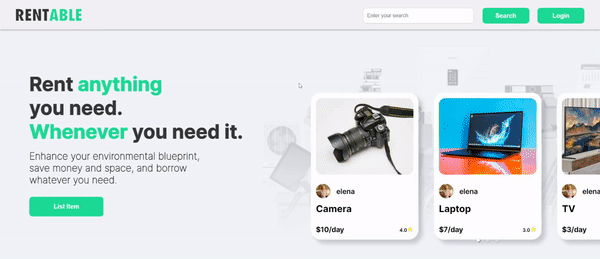 RENTABLE
Enter your search
Search
Login
Rent anything
you need.
Whenever you need it.
Enhance your environmental blueprint,
save money and space, and borrow
whatever you need.
List Item
elena
Camera
$10/day
4.0
elena
Laptop
$7/day
3.0
TV
$3/day